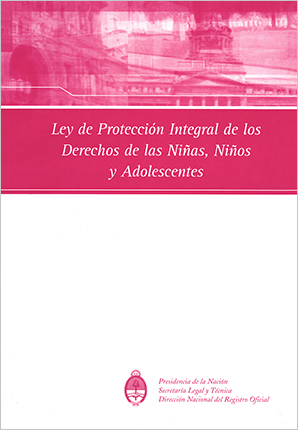 Ley de Protección Integral de los
Derechos de las Niñas, Niños
y Adolescentes
Presidencia de la Nación
Secretaría Legal y Técnica
Dirección Nacional del Registro Oficial